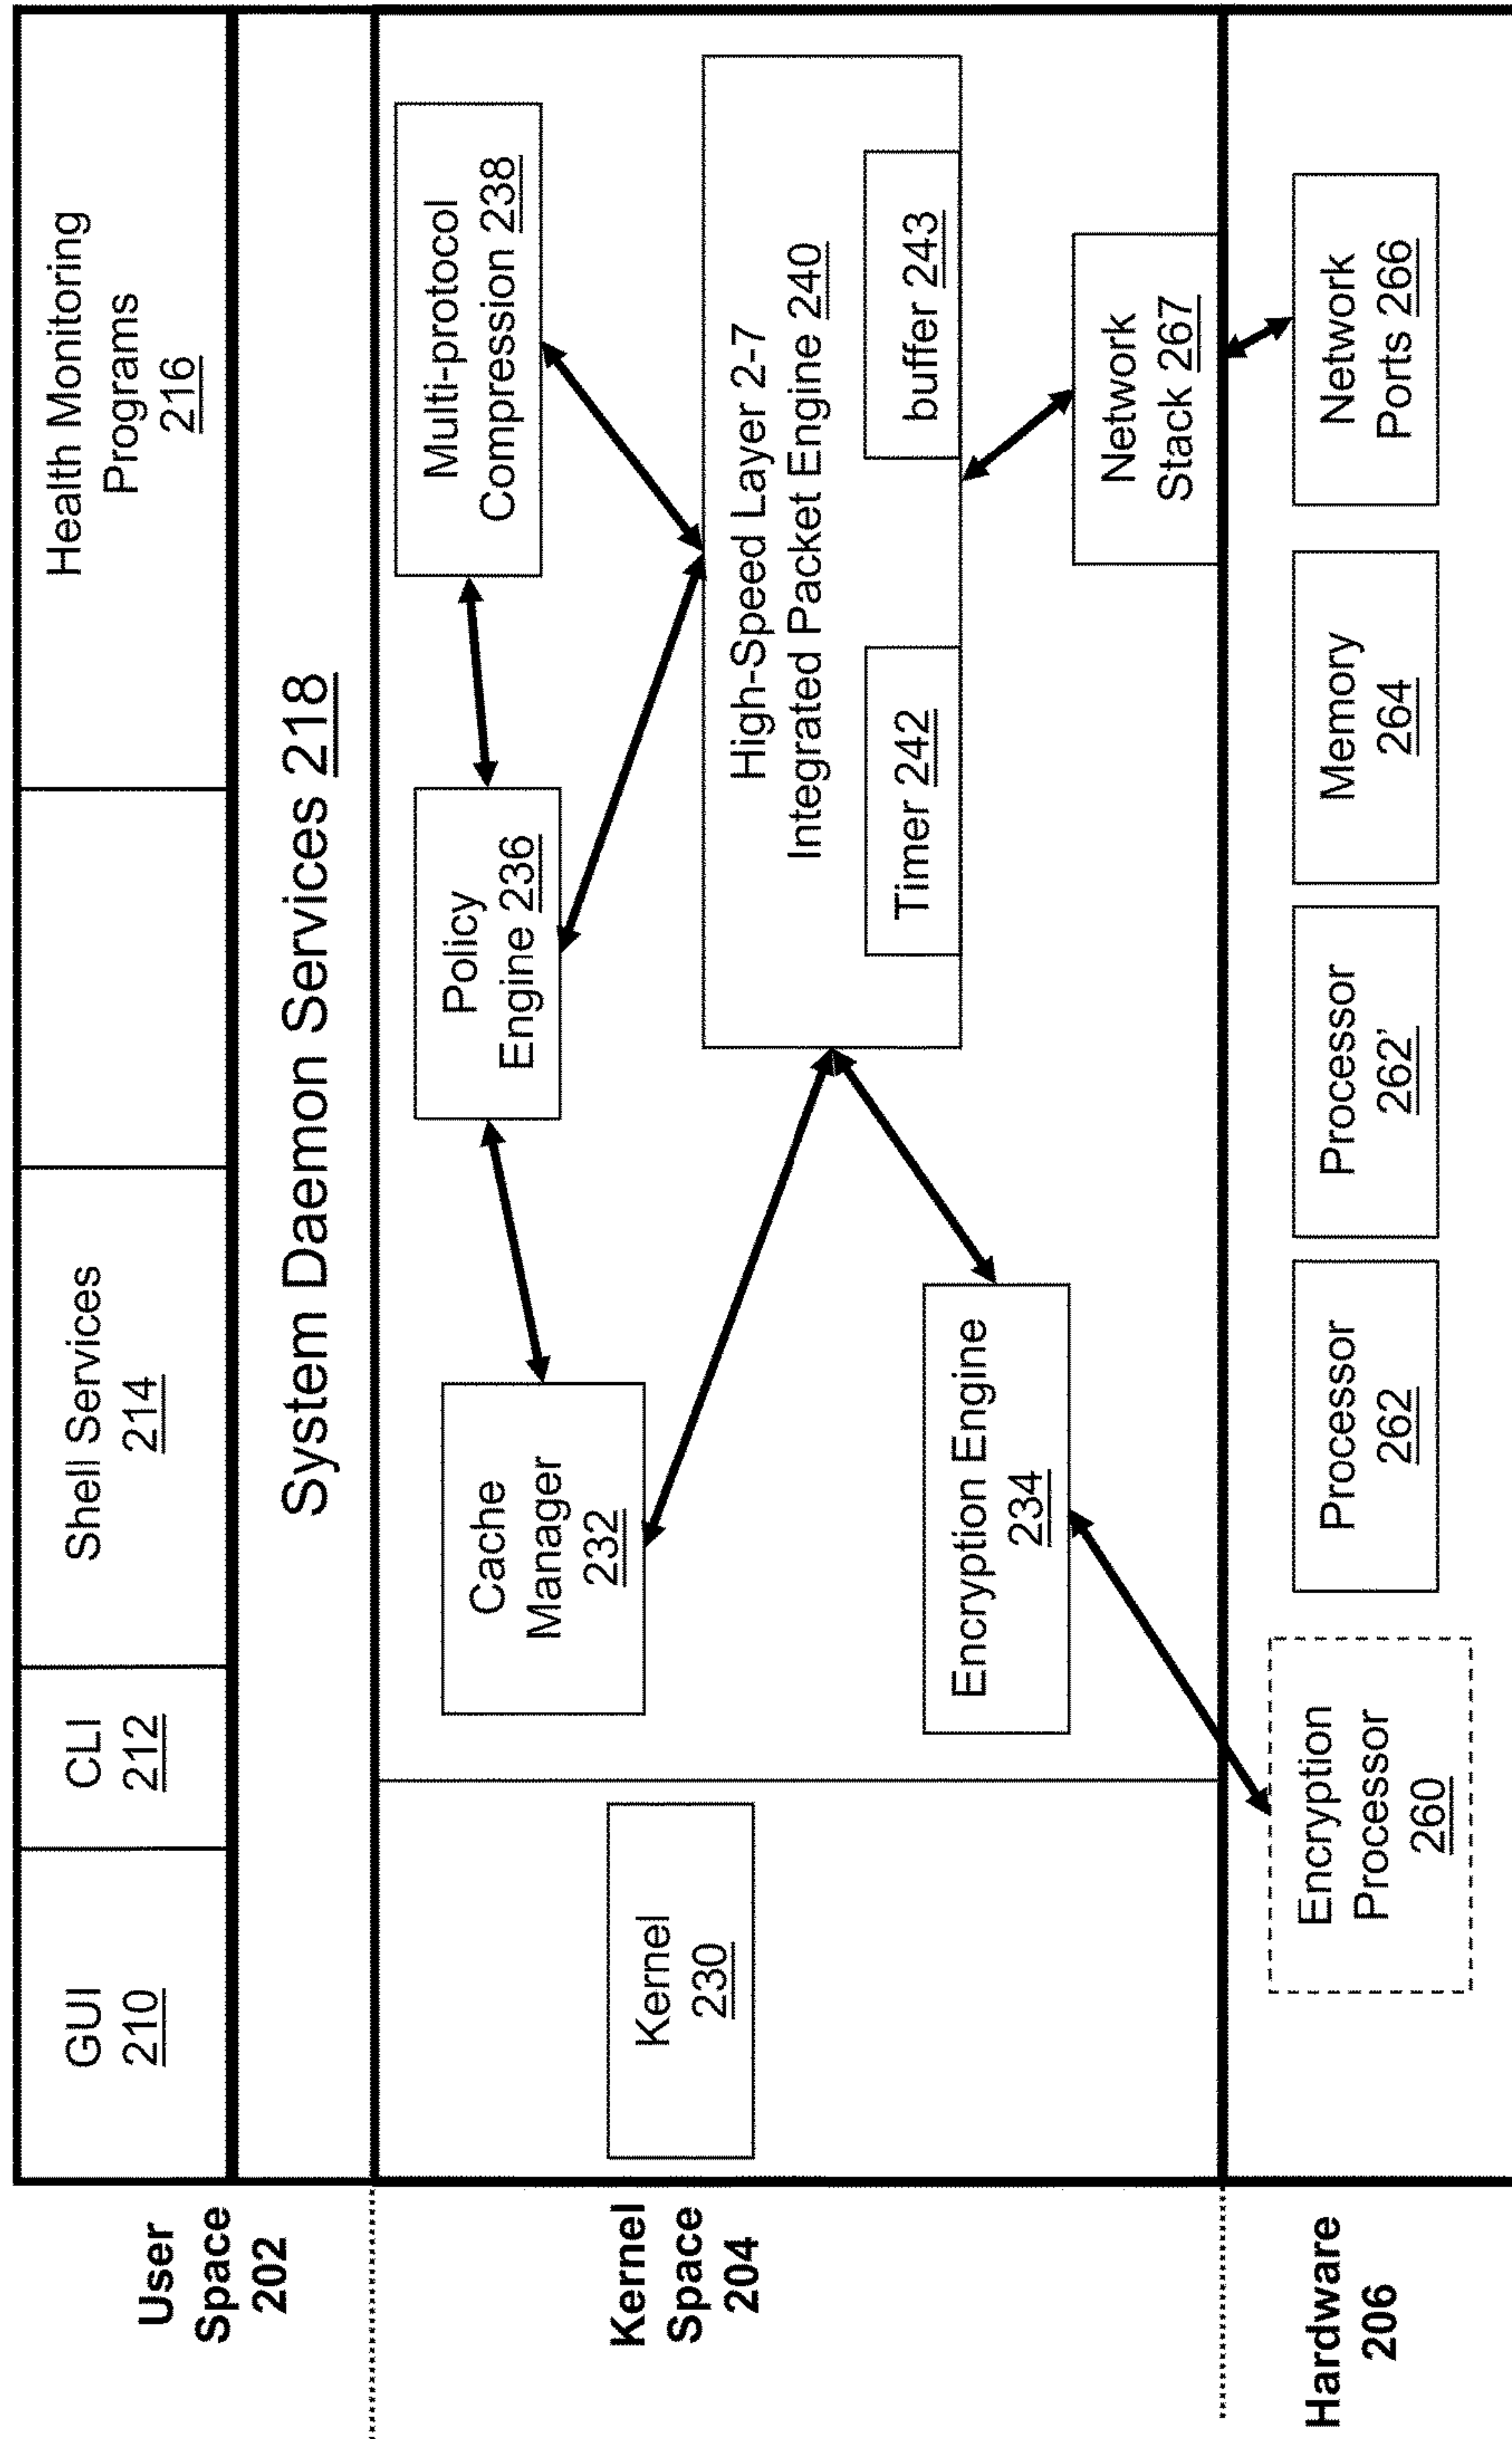 User
Space
202
GUI
210
CLI
212
Shell Services
214
Health Monitoring
Programs
216
System Daemon Services 218
Kernel
Space
204
Kernel
230
Cache
Manager
232
Policy
Engine 236
Multi-protocol
Compression 238
High-Speed Layer 2-7
Integrated Packet Engine 240
Timer 242
buffer 243
Encryption Engine
234
Network
Stack 267
Hardware
206
Encryption
Processor
260
Processor
262
Processor
262'
Memory
264
Network
Ports 266